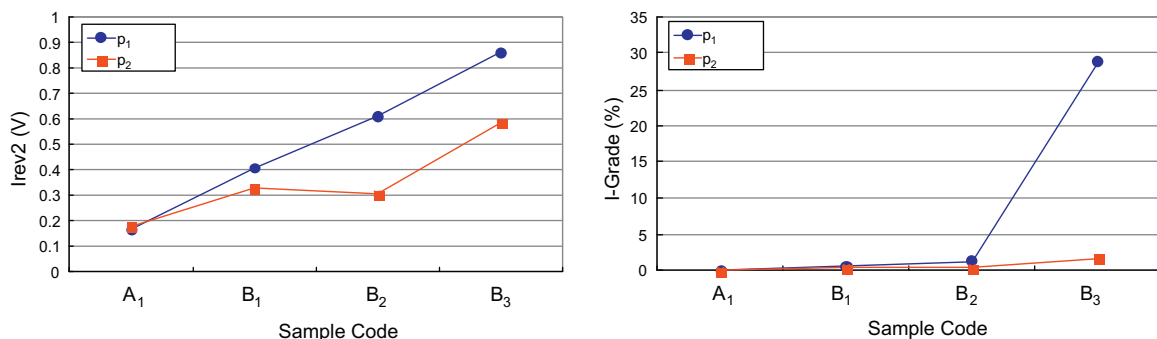 1
0.9
0.8
0.7
0.6
0.5
0.4
0.3
0.2
0.1
0
Irev2 (V)
p₁
p₂
A₁ B₁ B₂ B₃
Sample Code
35
30
25
20
15
10
5
0
I-Grade (%)
p₁
p₂
A₁ B₁ B₂ B₃
Sample Code